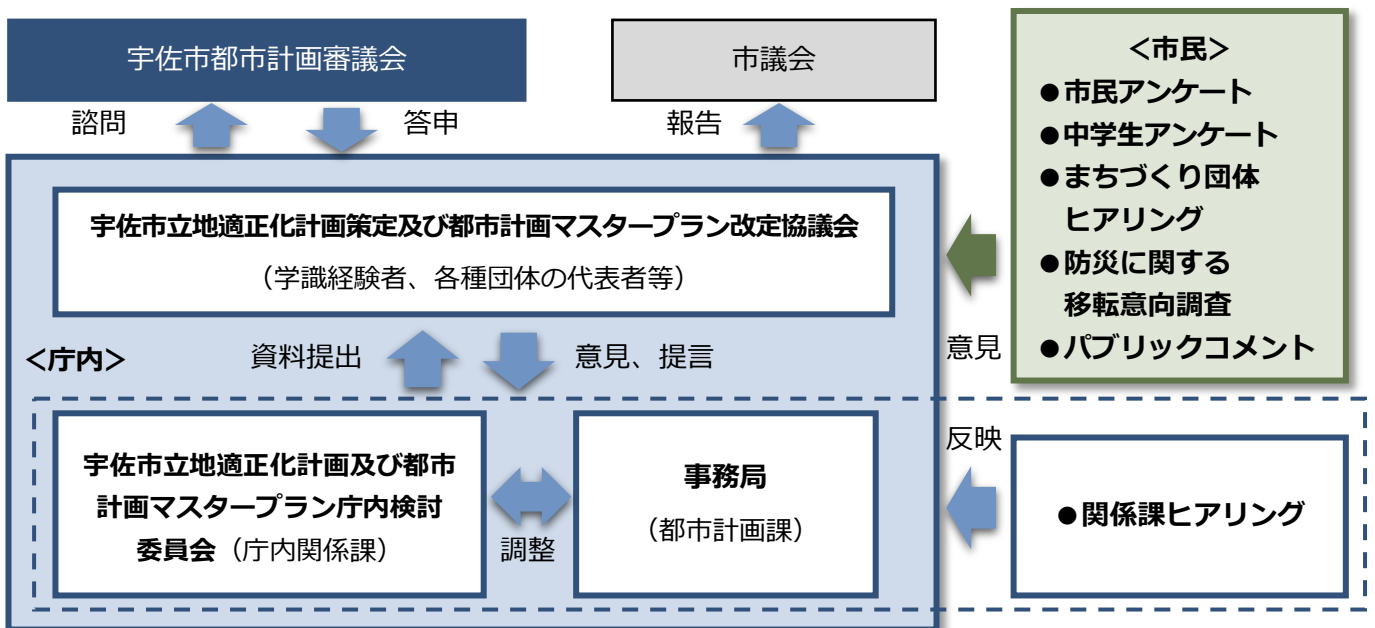 宇佐市都市計画審議会
市議会
諮問
答申
報告
＜市民＞
●市民アンケート
●中学生アンケート
●まちづくり団体
ヒアリング
●防災に関する
移転意向調査
●パブリックコメント
宇佐市立地適正化計画策定及び都市計画マスタープラン改定協議会
（学識経験者、各種団体の代表者等）
意見
＜庁内＞
資料提出
意見、提言
宇佐市立地適正化計画及び都市
計画マスタープラン庁内検討
委員会（庁内関係課）
調整
事務局
（都市計画課）
反映
●関係課ヒアリング